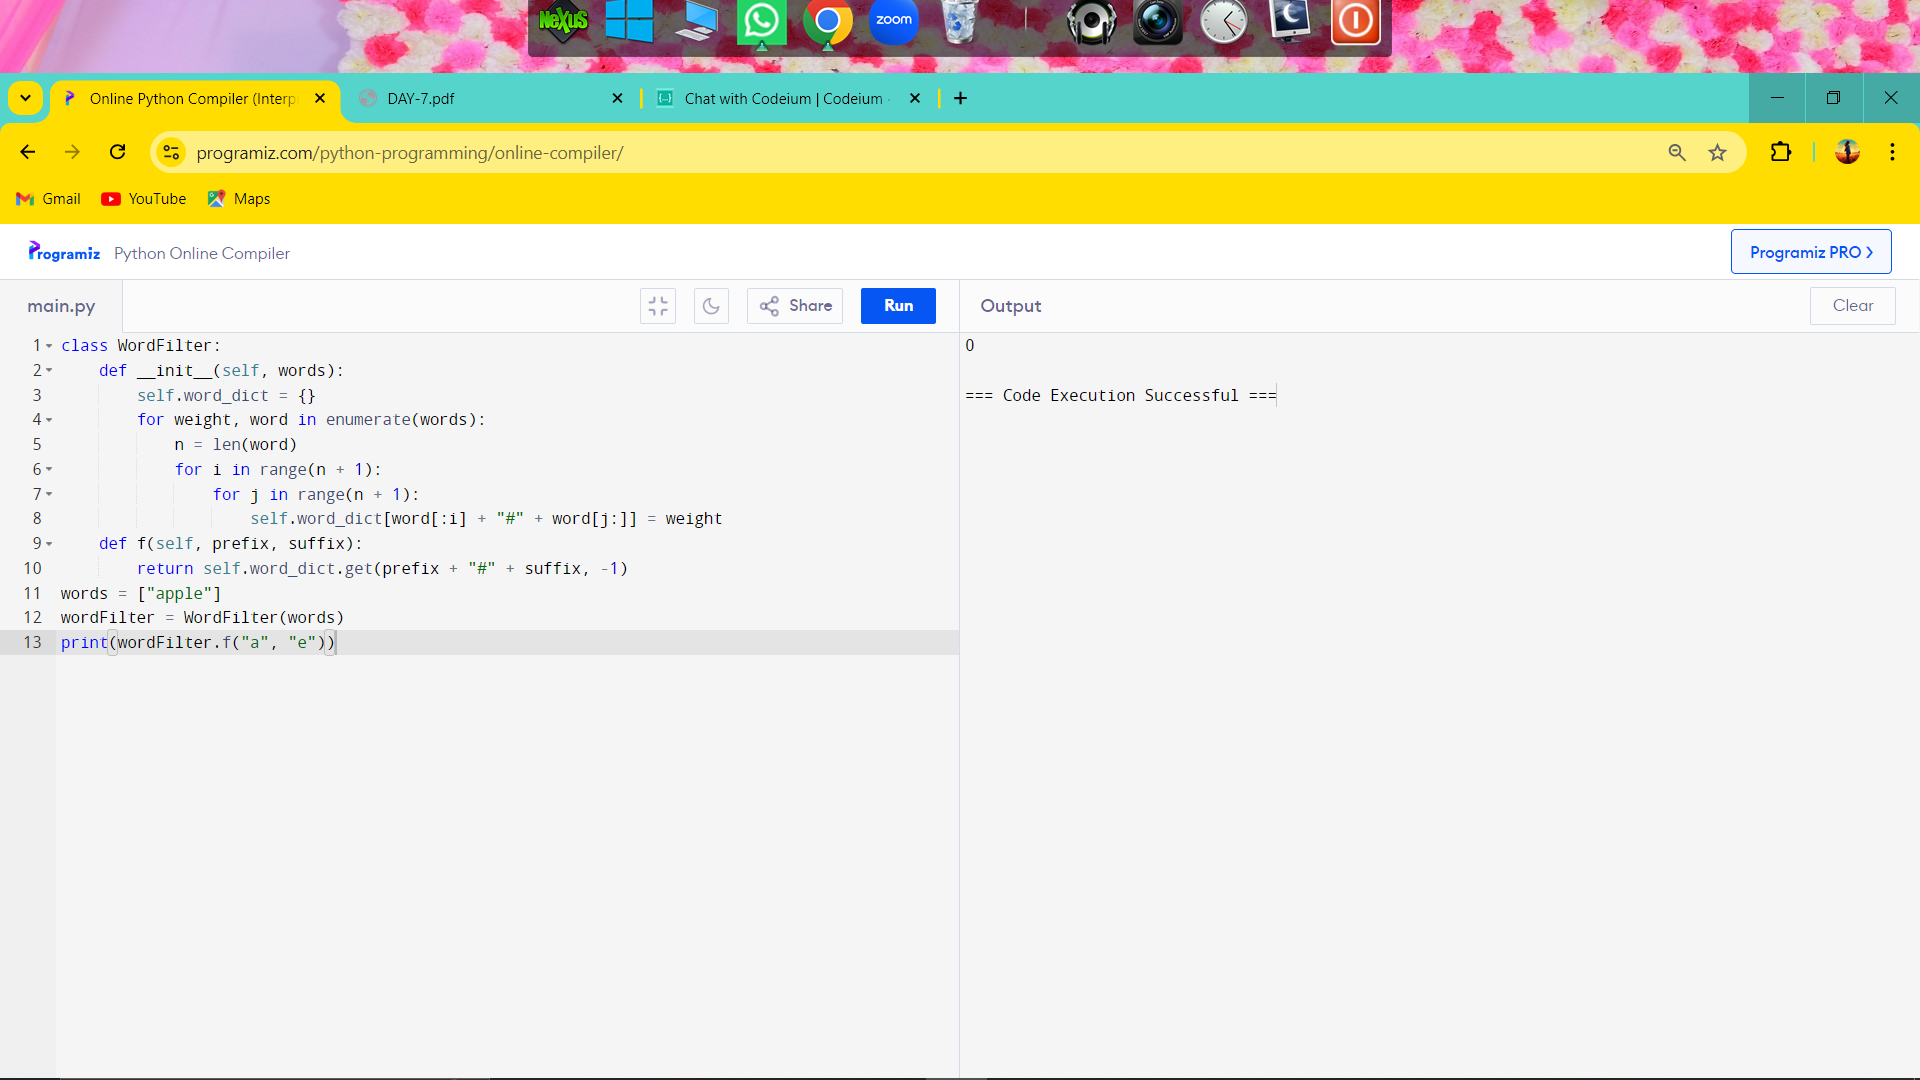 NeXuS
zoom
Online Python Compiler (Interp
DAY-7.pdf
Chat with Codeium | Codeium
programiz.com/python-programming/online-compiler/
Gmail
YouTube
Maps
Programiz
Python Online Compiler
Programiz PRO
main.py
Share
Run
Output
Clear
1 class WordFilter:
2     def __init__(self, words):
3         self.word_dict = {}
4         for weight, word in enumerate(words):
5             n = len(word)
6             for i in range(n + 1):
7                 for j in range(n + 1):
8                     self.word_dict[word[:i] + "#" + word[j:]] = weight
9     def f(self, prefix, suffix):
10         return self.word_dict.get(prefix + "#" + suffix, -1)
11 words = ["apple"]
12 wordFilter = WordFilter(words)
13 print(wordFilter.f("a", "e"))
0
=== Code Execution Successful ===